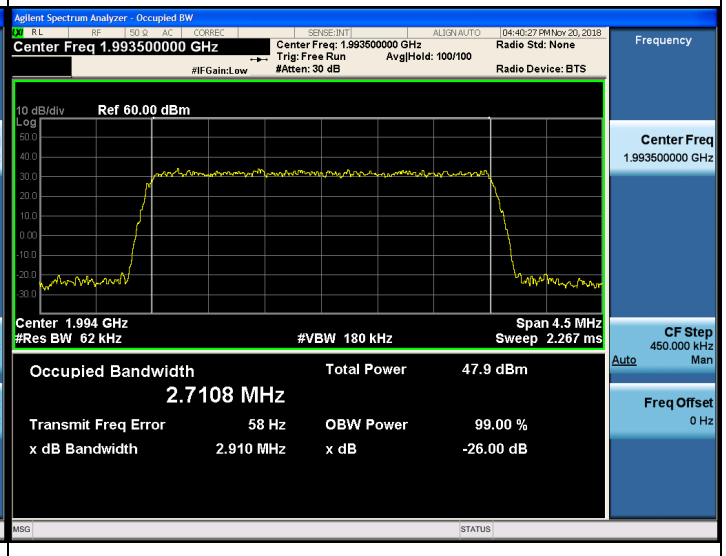 Agilent Spectrum Analyzer - Occupied BW
RL RF 50 Ω AC CORREC SENSE:INT ALIGN AUTO 04:40:27 PM Nov 20, 2018
Center Freq 1.993500000 GHz Center Freq: 1.993500000 GHz Radio Std: None Frequency
Trig: Free Run Avg|Hold: 100/100
#IFGain:Low #Atten: 30 dB Radio Device: BTS
10 dB/div Ref 60.00 dBm
Log
50.0
40.0
30.0
20.0
10.0
0.00
-10.0
-20.0
-30.0
Center Freq
1.993500000 GHz
Center 1.994 GHz Span 4.5 MHz
#Res BW 62 kHz #VBW 180 kHz Sweep 2.267 ms
CF Step
450.000 kHz
Auto Man
Occupied Bandwidth Total Power 47.9 dBm
2.7108 MHz
Transmit Freq Error 58 Hz OBW Power 99.00 %
x dB Bandwidth 2.910 MHz x dB -26.00 dB
Freq Offset
0 Hz
MSG STATUS